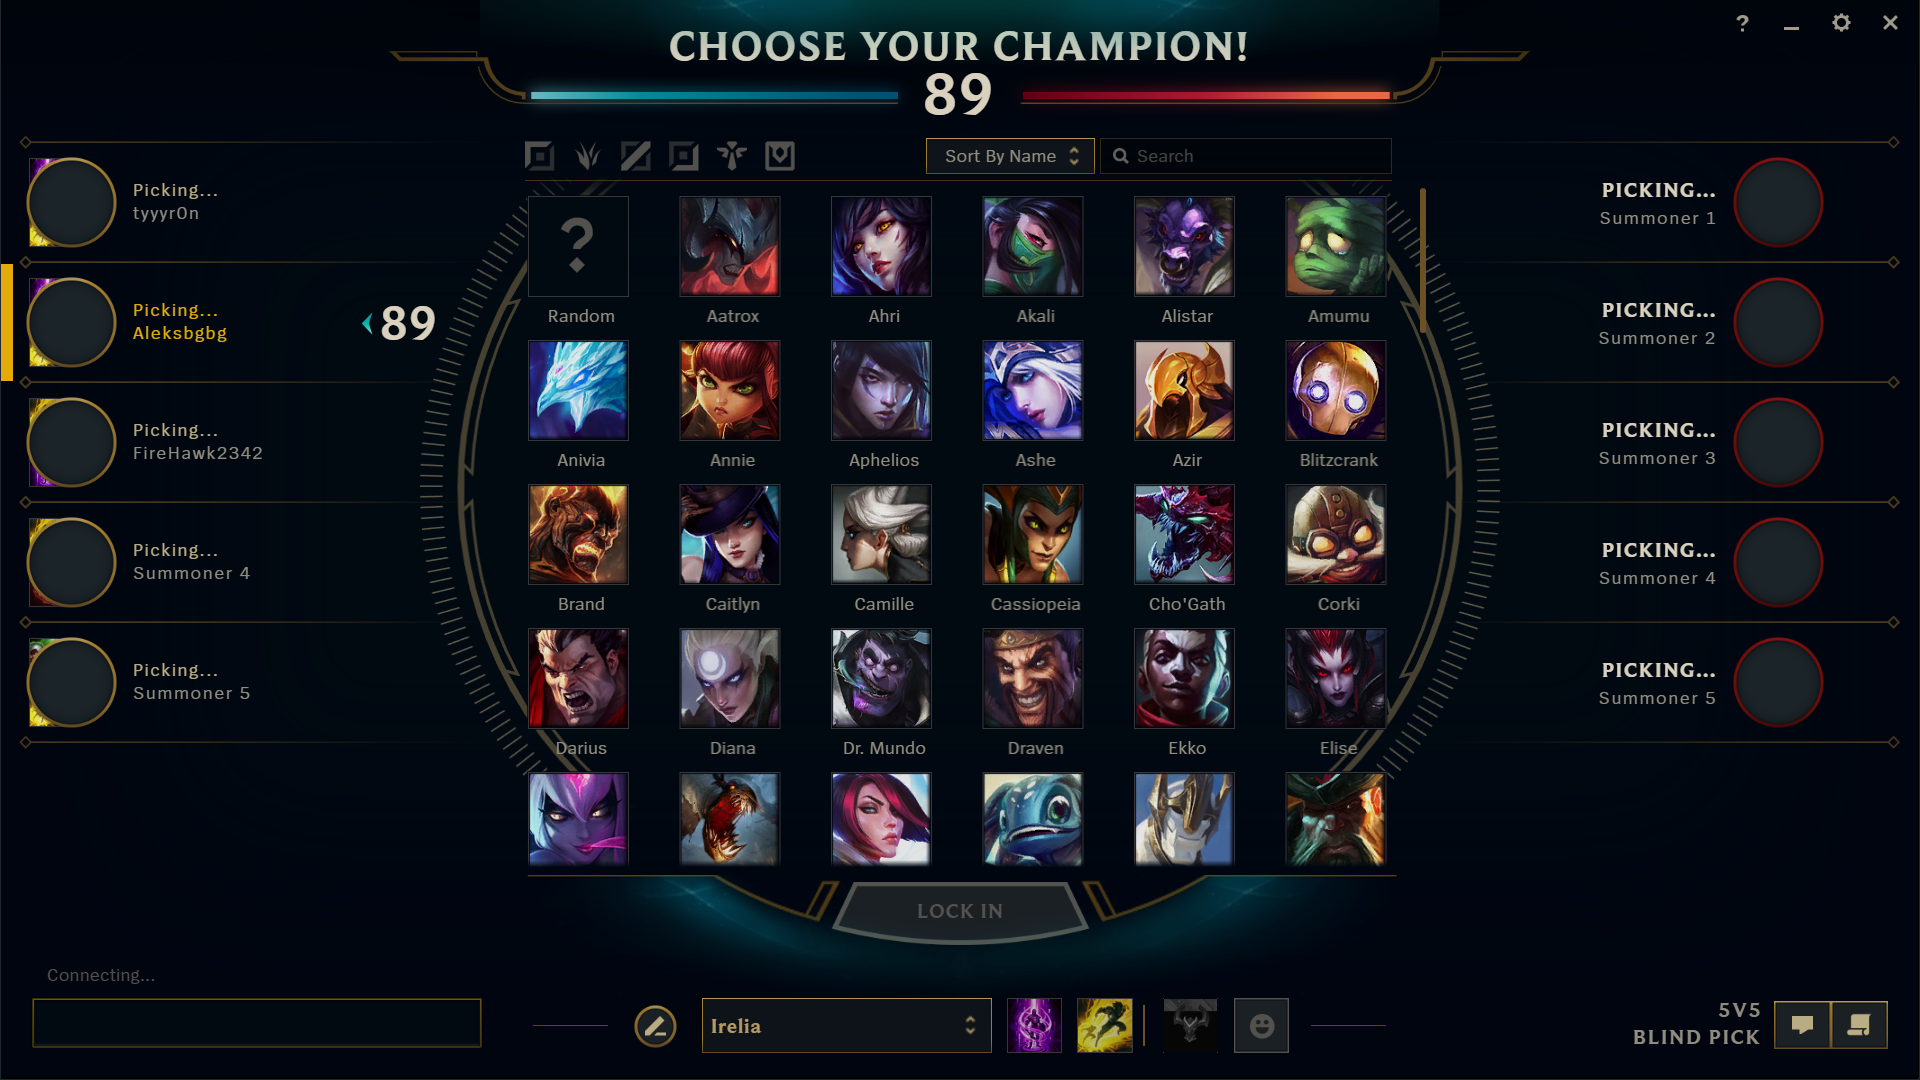 CHOOSE YOUR CHAMPION!
89
?
Sort By Name
Search
Picking...
tyyyr0n
Picking...
Aleksbgbg
89
Picking...
FireHawk2342
Picking...
Summoner 4
Picking...
Summoner 5
?
Random
Aatrox
Ahri
Akali
Alistar
Amumu
Anivia
Annie
Aphelios
Ashe
Azir
Blitzcrank
Brand
Caitlyn
Camille
Cassiopeia
Cho'Gath
Corki
Darius
Diana
Dr. Mundo
Draven
Ekko
Elise
PICKING...
Summoner 1
PICKING...
Summoner 2
PICKING...
Summoner 3
PICKING...
Summoner 4
PICKING...
Summoner 5
LOCK IN
Connecting...
Irelia
5V5
BLIND PICK